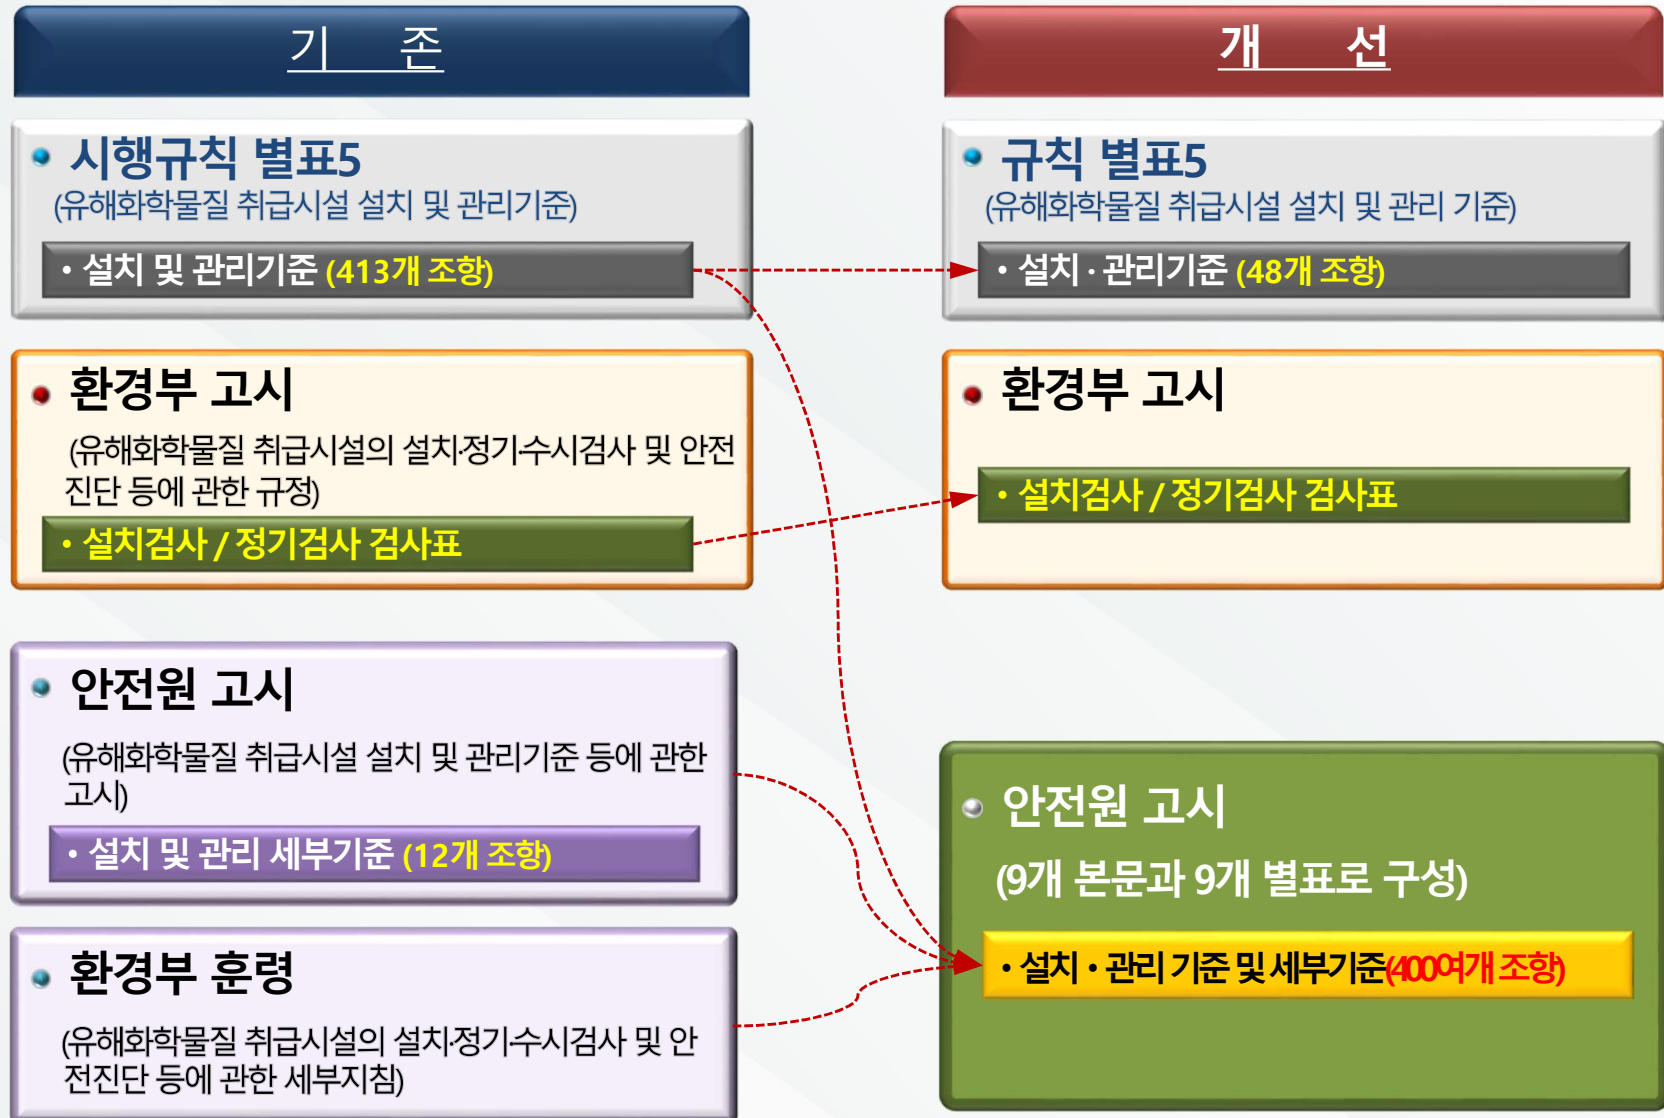 기 존
시행규칙 별표5
(유해화학물질 취급시설 설치 및 관리기준)
• 설치 및 관리기준 (413개 조항)
환경부 고시
(유해화학물질 취급시설의 설치·정기·수시검사 및 안전
진단 등에 관한 규정)
• 설치검사 / 정기검사 검사표
안전원 고시
(유해화학물질 취급시설 설치 및 관리기준 등에 관한
고시)
• 설치 및 관리 세부기준 (12개 조항)
환경부 훈령
(유해화학물질 취급시설의 설치·정기·수시검사 및 안
전진단 등에 관한 세부지침)
개 선
규칙 별표5
(유해화학물질 취급시설 설치 및 관리 기준)
• 설치 · 관리기준 (48개 조항)
환경부 고시
• 설치검사 / 정기검사 검사표
안전원 고시
(9개 본문과 9개 별표로 구성)
• 설치 • 관리 기준 및 세부기준(400여개 조항)